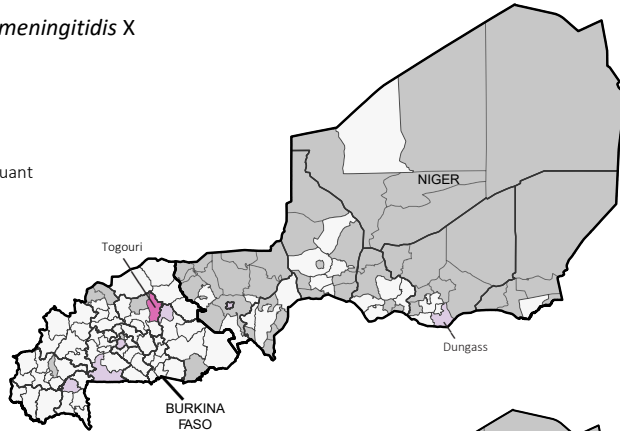 meningitidis X
uant
NIGER
Togouri
Dungass
BURKINA
FASO